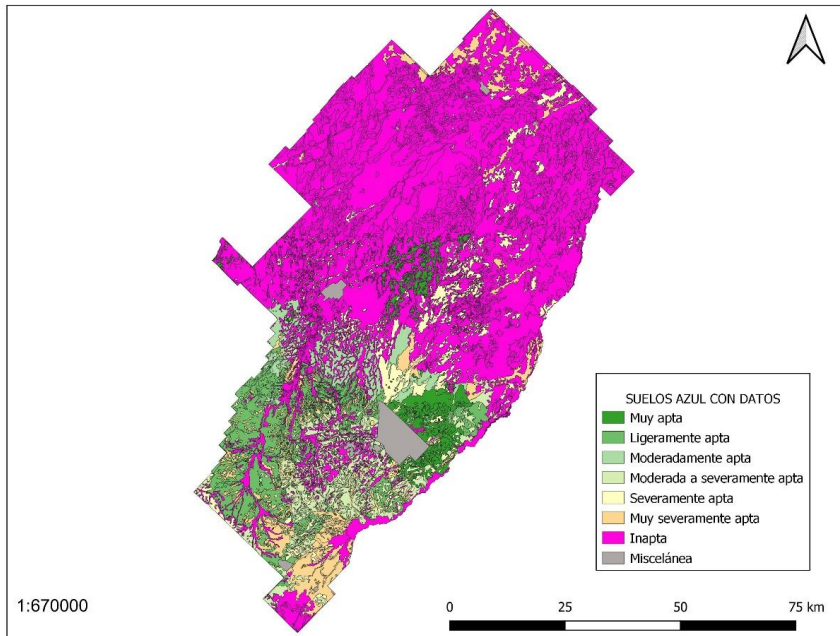 SUELOS AZUL CON DATOS
Muy apta
Ligeramente apta
Moderadamente apta
Moderada a severamente apta
Severamente apta
Muy severamente apta
Inapta
Miscelánea
1:670000
0 25 50 75 km